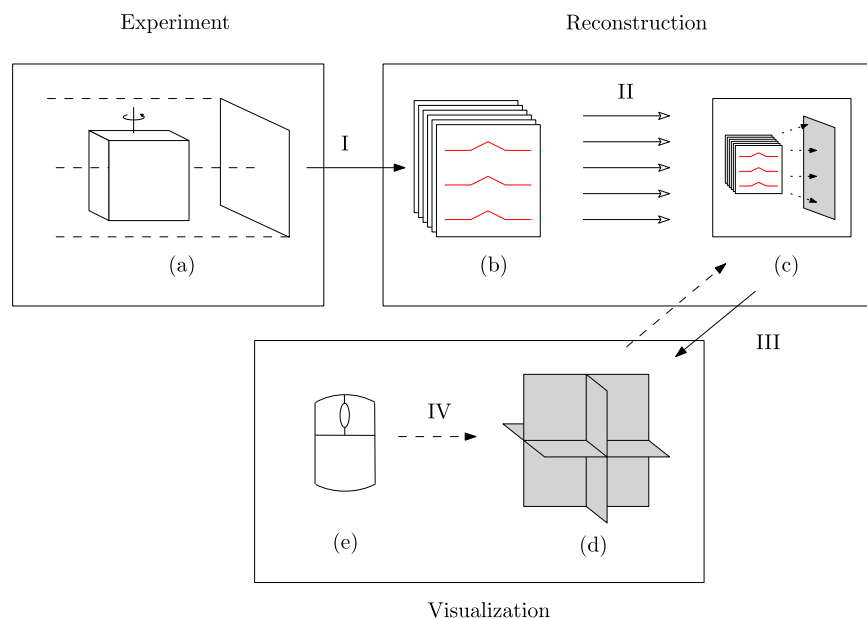 Experiment
Reconstruction
I
II
(a)
(b)
(c)
III
IV
(e)
(d)
Visualization